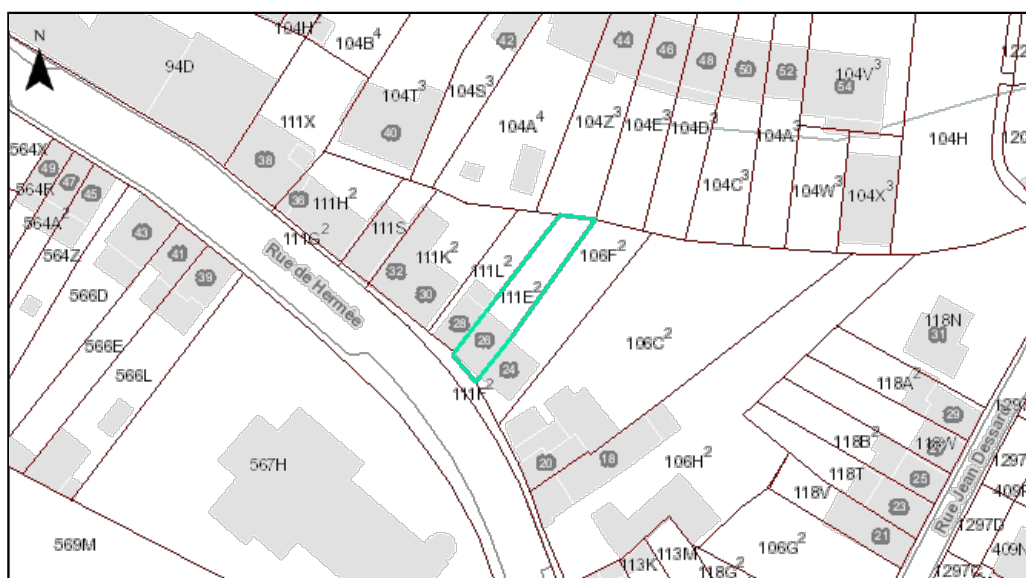 N
94D
104H
104B⁴
42
44
46
48
50
52
104V³
54
122
104T³
104S³
40
111X
104A⁴
104Z³
104E³
104D³
104A³
104H
120
38
564X
49
47
45
564R
564A²
564Z
36
111H²
111G²
111S
104C³
104W³
104X³
43
41
39
Rue de Hermée
32
111K²
30
111L²
111E²
106F²
566D
566E
566L
28
26
24
111F²
106C²
118N
31
118A²
29
118W
27
118B²
118T
25
118V
23
21
Rue Jean Dessard
1297D
409N
567H
20
18
106H²
106G²
569M
113K
113M
118G²